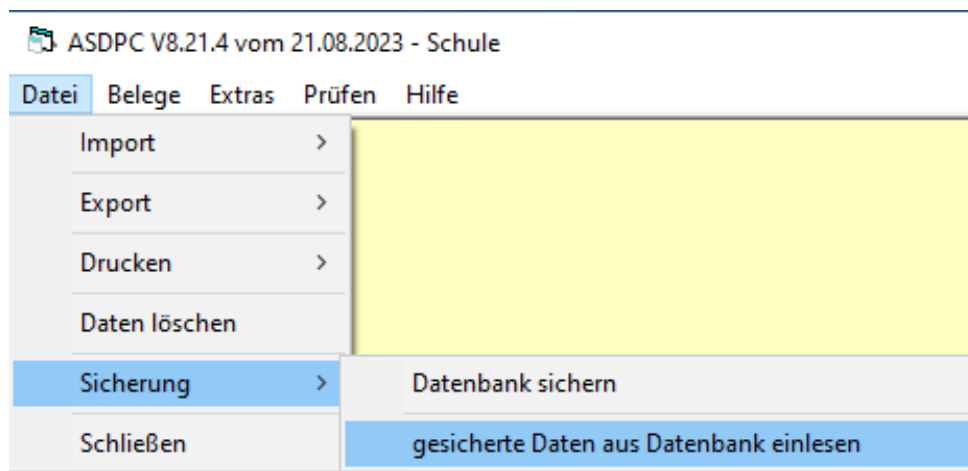 ASDPC V8.21.4 vom 21.08.2023 - Schule
Datei Belege Extras Prüfen Hilfe
Import
Export
Drucken
Daten löschen
Sicherung
Datenbank sichern
Schließen
gesicherte Daten aus Datenbank einlesen